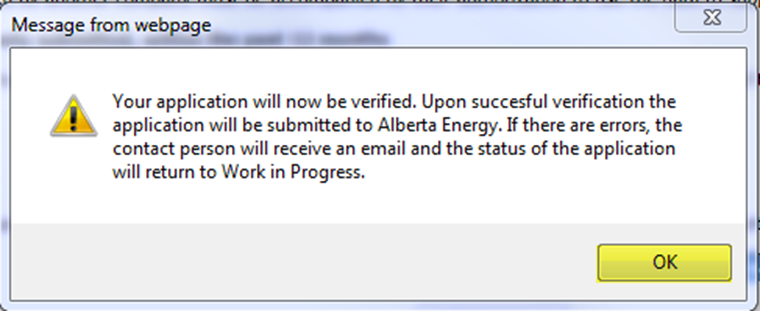 Message from webpage
Your application will now be verified. Upon succesful verification the
application will be submitted to Alberta Energy. If there are errors, the
contact person will receive an email and the status of the application
will return to Work in Progress.
OK